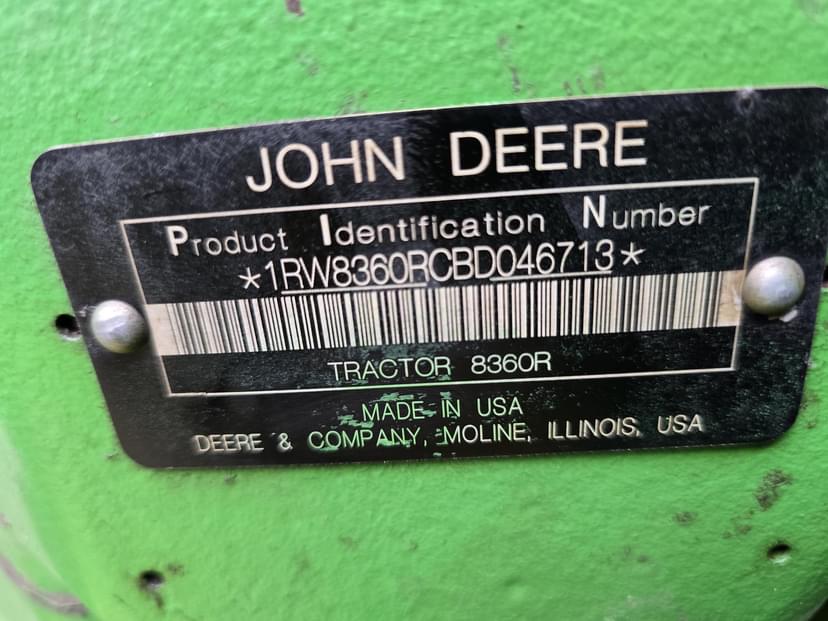 JOHN DEERE
Product Identification Number
*1RW8360RCBD046713*
TRACTOR 8360R
MADE IN USA
DEERE & COMPANY, MOLINE, ILLINOIS, USA